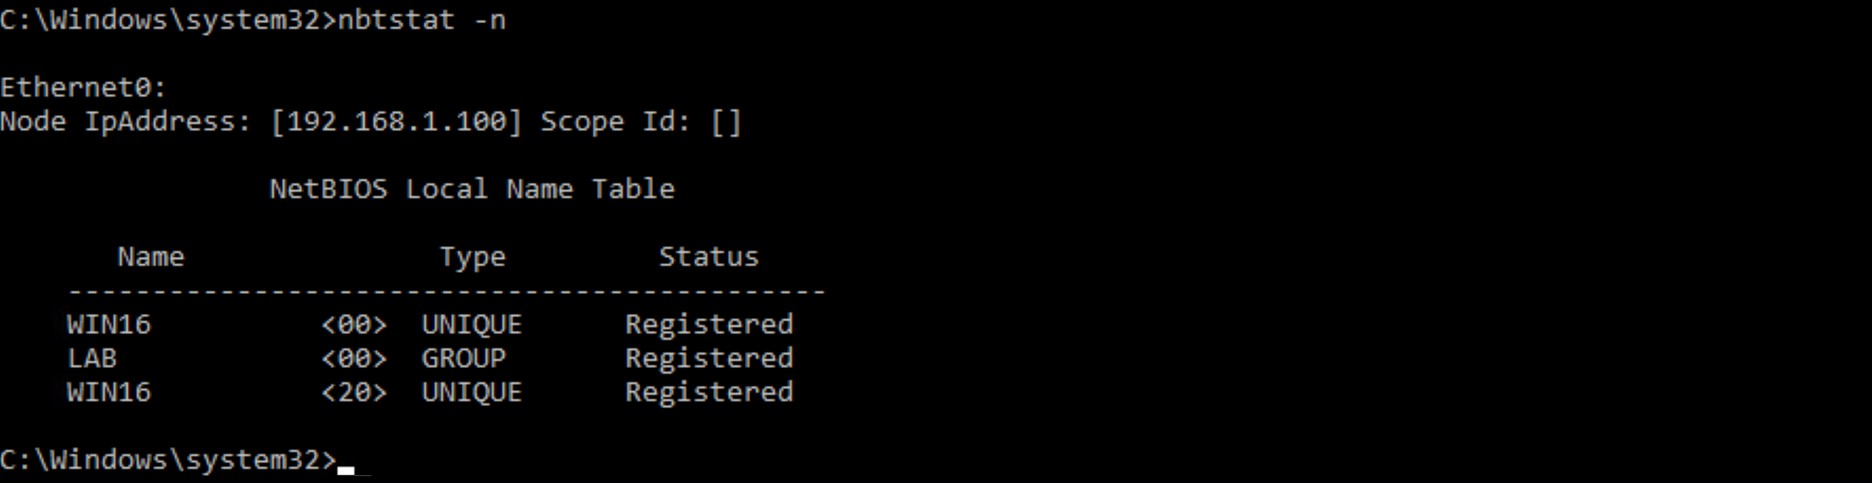 C:\Windows\system32>nbtstat -n
Ethernet0:
Node IpAddress: [192.168.1.100] Scope Id: []
NetBIOS Local Name Table
Name Type Status
---------------------------------------------
WIN16 <00> UNIQUE Registered
LAB <00> GROUP Registered
WIN16 <20> UNIQUE Registered
C:\Windows\system32>